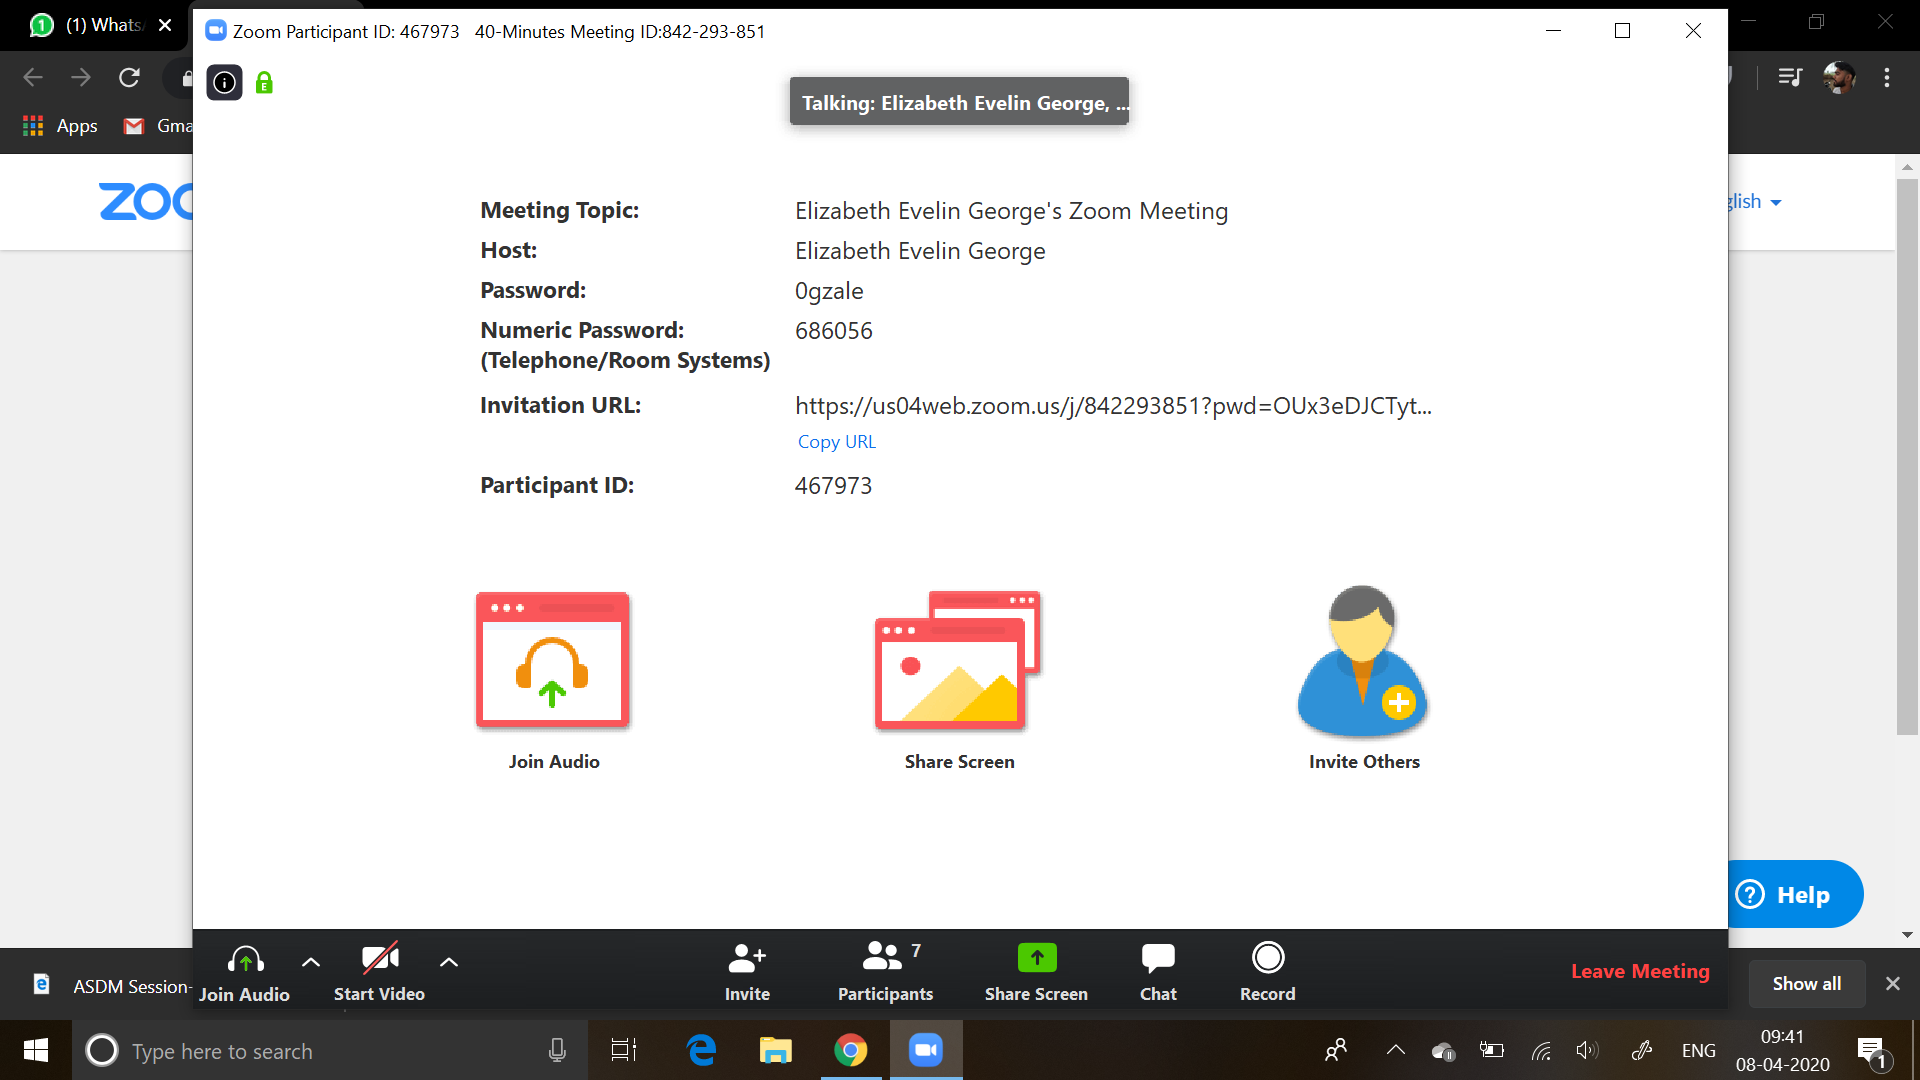 (1) Whats
Zoom Participant ID: 467973 40-Minutes Meeting ID:842-293-851
Apps
Gma
Talking: Elizabeth Evelin George, ...
zoo
glish
Meeting Topic: Elizabeth Evelin George's Zoom Meeting
Host: Elizabeth Evelin George
Password: 0gzale
Numeric Password: 686056
(Telephone/Room Systems)
Invitation URL: https://us04web.zoom.us/j/842293851?pwd=OUx3eDJCTyt...
Copy URL
Participant ID: 467973
Join Audio
Share Screen
Invite Others
Help
Join Audio
Start Video
Invite
Participants 7
Share Screen
Chat
Record
Leave Meeting
ASDM Session-
Show all
Type here to search
ENG
09:41
08-04-2020
1